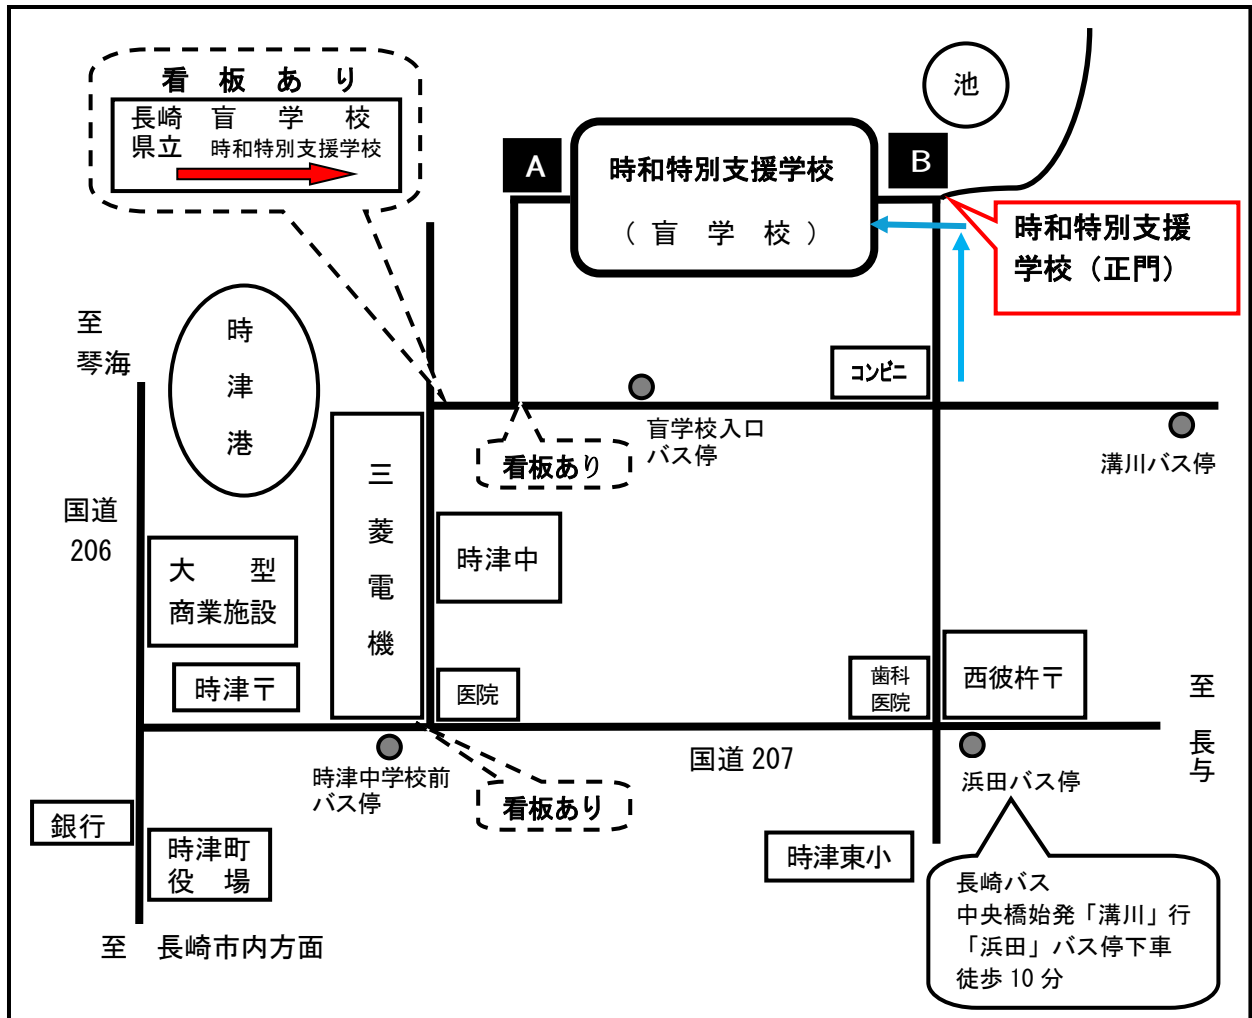 看板あり
長崎 盲学校
県立 時和特別支援学校
A
時和特別支援学校
（盲学校）
B
池
時和特別支援
学校（正門）
至
琴海
時津港
コンビニ
盲学校入口
バス停
溝川バス停
看板あり
三菱電機
国道
206
大型
商業施設
時津中
時津〒
医院
歯科
医院
西彼杵〒
至
長与
国道 207
時津中学校前
バス停
看板あり
浜田バス停
銀行
時津町
役場
時津東小
長崎バス
中央橋始発「溝川」行
「浜田」バス停下車
徒歩 10 分
至 長崎市内方面